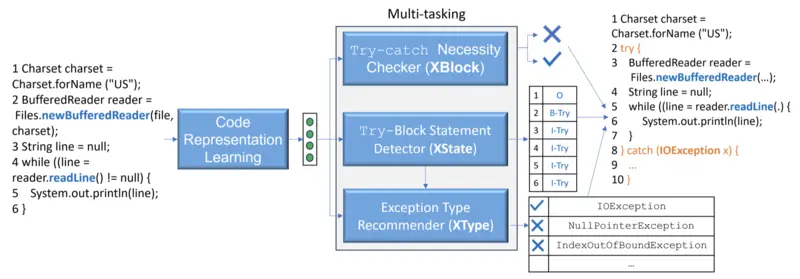 Multi-tasking
1 Charset charset =
Charset.forName ("US");
2 BufferedReader reader =
Files.newBufferedReader(file,
charset);
3 String line = null;
4 while ((line =
reader.readLine() != null) {
5 System.out.println(line);
6 }
Code
Representation
Learning
Try-catch Necessity
Checker (XBlock)
Try-Block Statement
Detector (XState)
Exception Type
Recommender (XType)
1 O
2 B-Try
3 I-Try
4 I-Try
5 I-Try
6 I-Try
IOException
NullPointerException
IndexOutOfBoundException
...
1 Charset charset =
Charset.forName ("US");
2 try {
3 BufferedReader reader =
Files.newBufferedReader(...);
4 String line = null;
5 while ((line = reader.readLine(.) {
6 System.out.println(line);
7 }
8 } catch (IOException x) {
9 ...
10 }